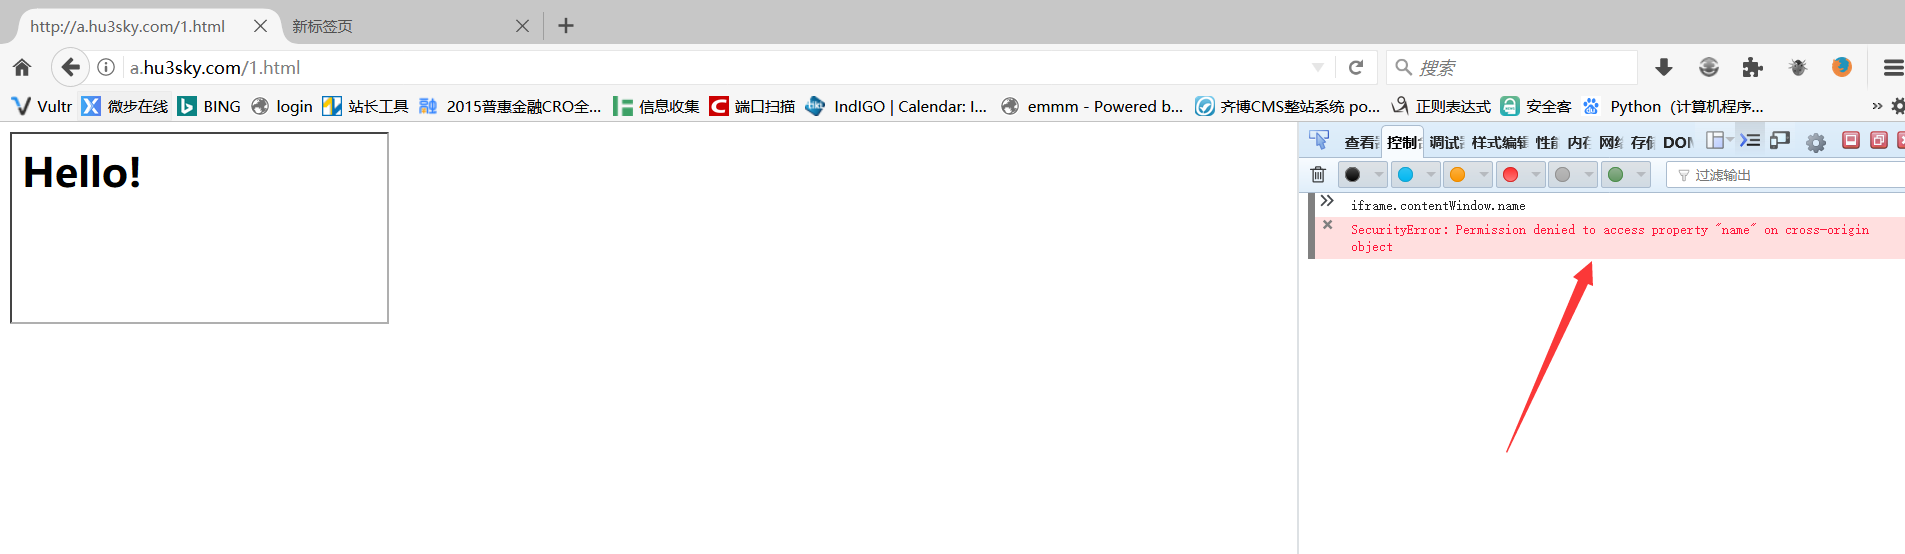 http://a.hu3sky.com/1.html 新标签页
a.hu3sky.com/1.html 搜索
Vultr 微步在线 BING login 站长工具 2015普惠金融CRO全... 信息收集 端口扫描 IndIGO | Calendar: I... emmm - Powered b... 齐博CMS整站系统 po... 正则表达式 安全客 Python（计算机程序...
Hello!
查看 控制 调试 样式编辑 性能 内存 网络 存储 DOM
过滤输出
iframe.contentWindow.name
SecurityError: Permission denied to access property "name" on cross-origin
object